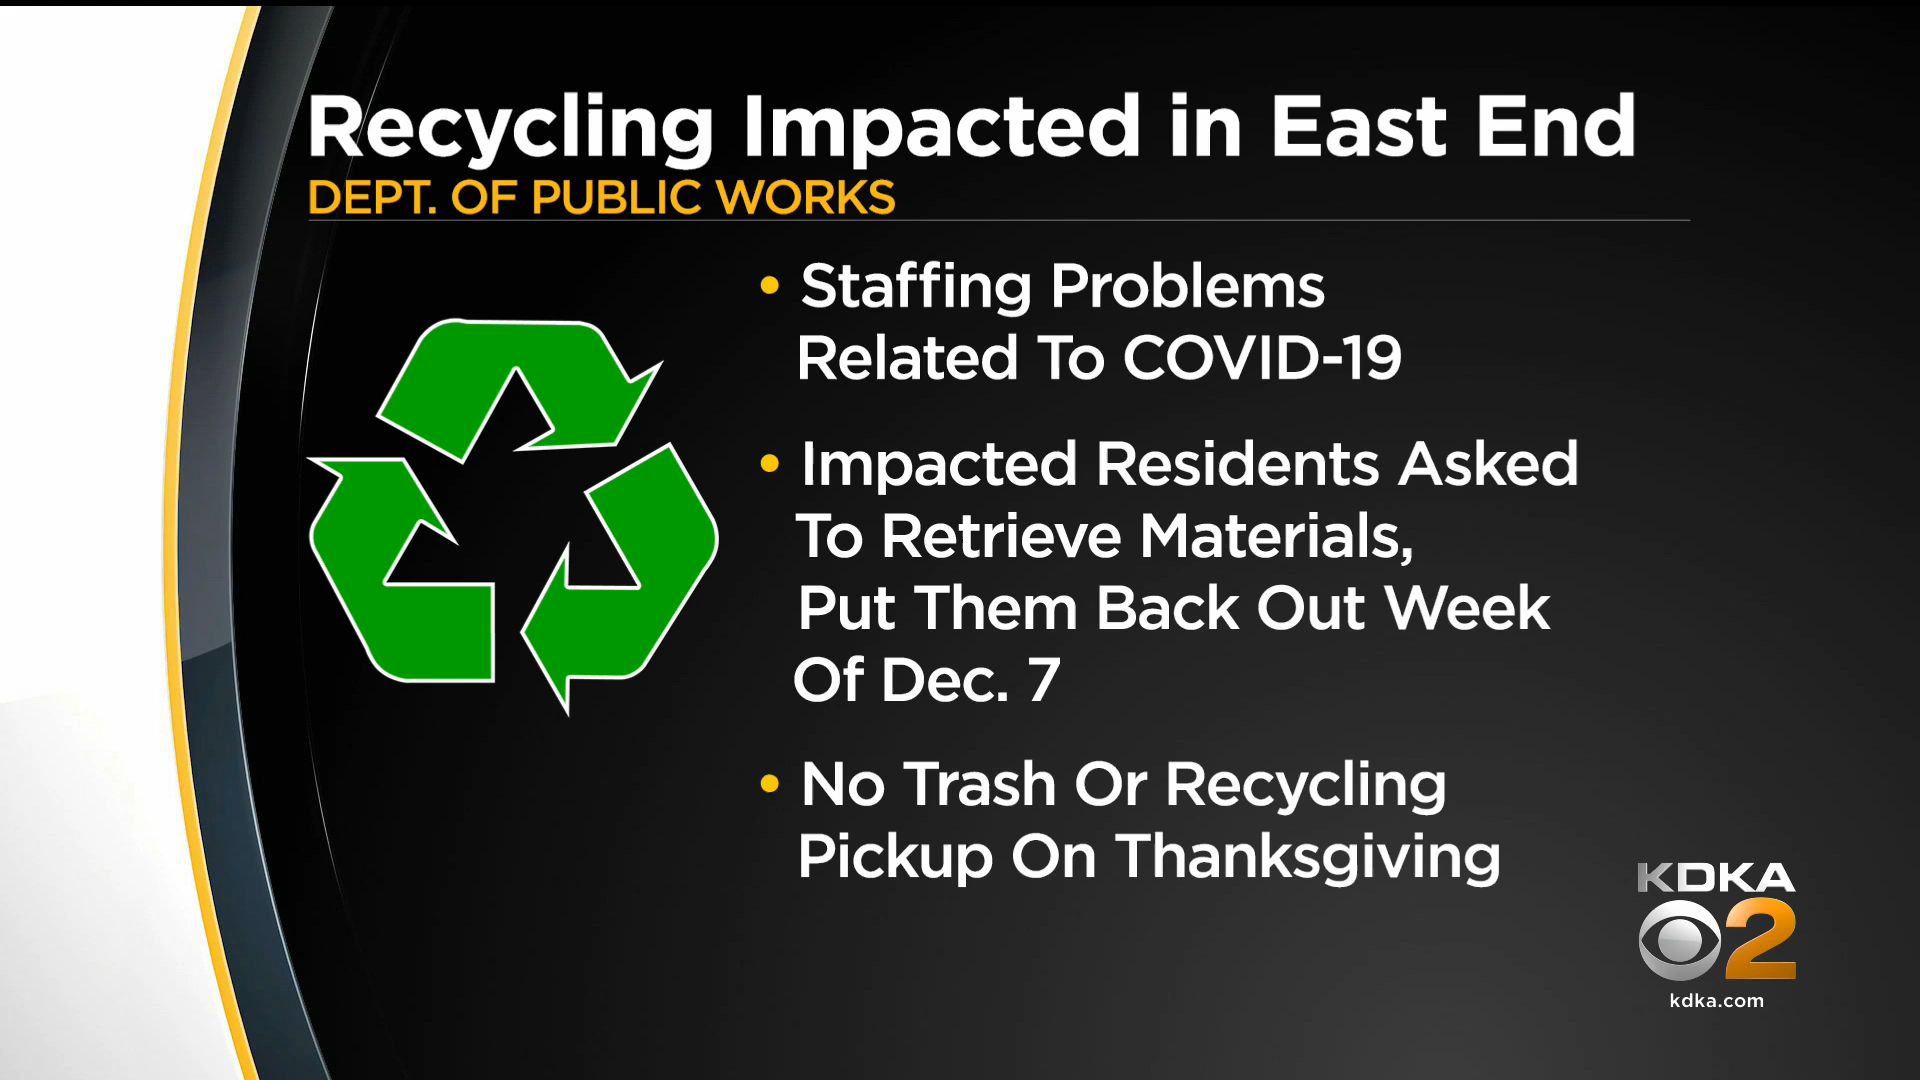 Recycling Impacted in East End
DEPT. OF PUBLIC WORKS
• Staffing Problems
Related To COVID-19
• Impacted Residents Asked
To Retrieve Materials,
Put Them Back Out Week
Of Dec. 7
• No Trash Or Recycling
Pickup On Thanksgiving
KDKA
2
kdka.com